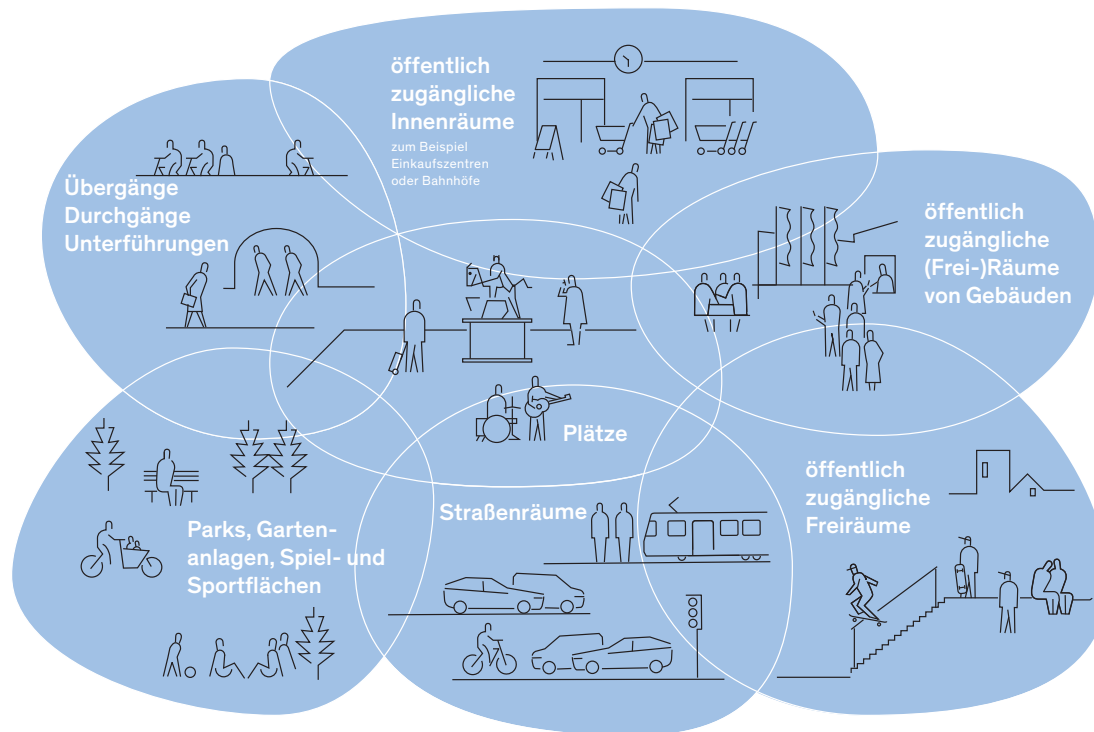 öffentlich
zugängliche
Innenräume
zum Beispiel
Einkaufszentren
oder Bahnhöfe
Übergänge
Durchgänge
Unterführungen
öffentlich
zugängliche
(Frei-)Räume
von Gebäuden
Plätze
Parks, Garten-
anlagen, Spiel- und
Sportflächen
Straßenräume
öffentlich
zugängliche
Freiräume